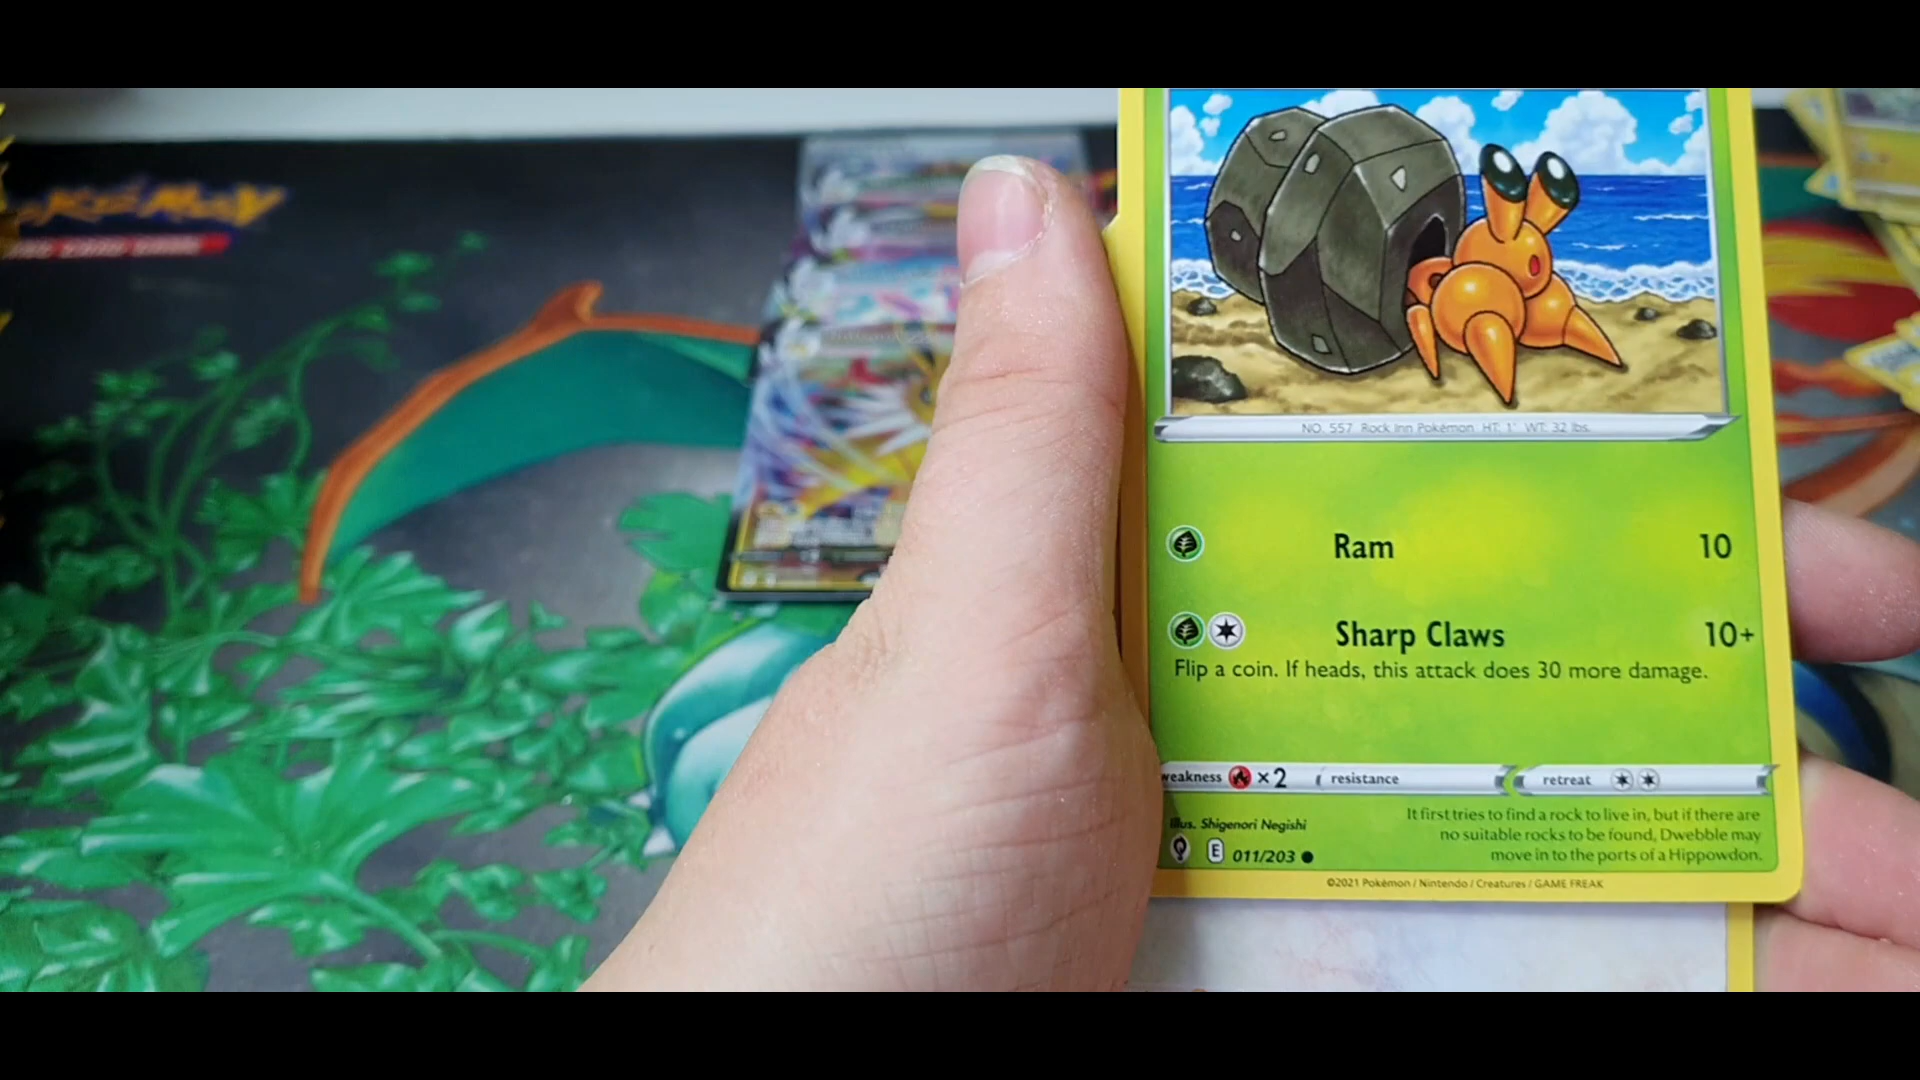 NO. 557 Rock Inn Pokémon HT: 1' WT: 32 lbs.
Ram 10
Sharp Claws 10+
Flip a coin. If heads, this attack does 30 more damage.
weakness ×2 resistance retreat
Illus. Shigenori Negishi
It first tries to find a rock to live in, but if there are
no suitable rocks to be found, Dwebble may
move in to the ports of a Hippowdon.
E 011/203
©2021 Pokémon / Nintendo / Creatures / GAME FREAK